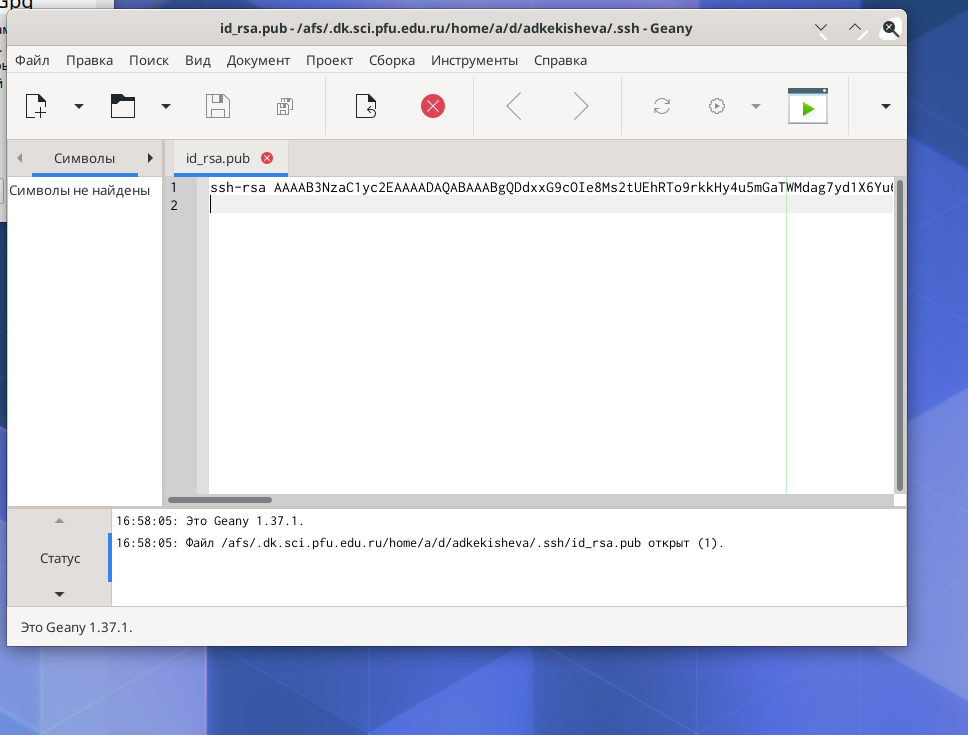 Gpg
id_rsa.pub - /afs/.dk.sci.pfu.edu.ru/home/a/d/adkekisheva/.ssh - Geany
Файл Правка Поиск Вид Документ Проект Сборка Инструменты Справка
Символы
id_rsa.pub
Символы не найдены
1 ssh-rsa AAAAB3NzaC1yc2EAAAADAQABAAABgQDdxxG9cOIe8Ms2tUEhRTo9rkkHy4u5mGaTWMdag7yd1X6Yu6
2
16:58:05: Это Geany 1.37.1.
16:58:05: Файл /afs/.dk.sci.pfu.edu.ru/home/a/d/adkekisheva/.ssh/id_rsa.pub открыт (1).
Статус
Это Geany 1.37.1.